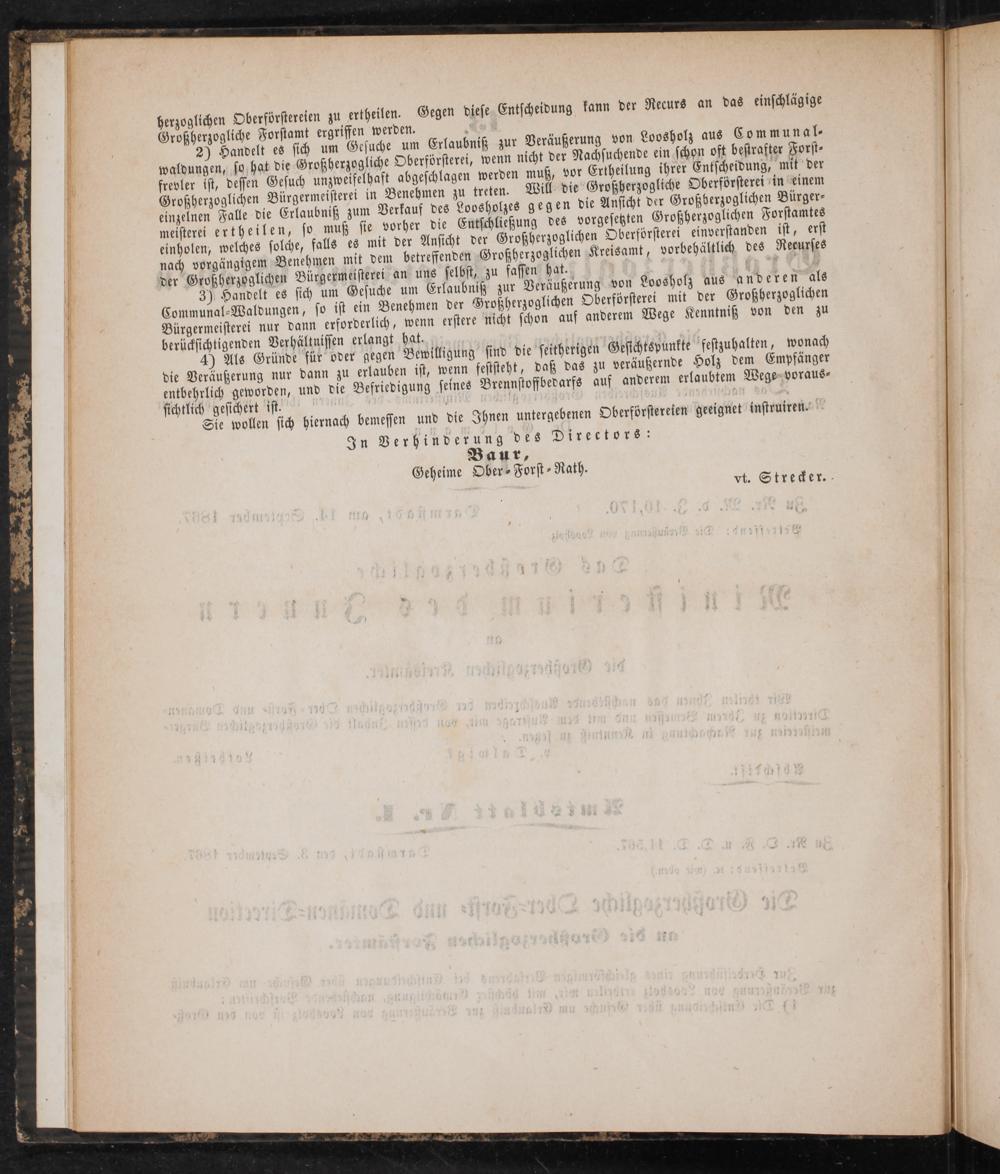 herzoglichen Oberförstereien zu ertheilen. Gegen diese Entscheidung kann der Recurs an das einschlägige
Großherzogliche Forstamt ergriffen werden.
2) Handelt es sich um Gesuche um Erlaubniß zur Veräußerung von Loosholz aus Communal-
waldungen, so hat die Großherzogliche Oberförsterei, wenn nicht der Nachsuchende ein schon oft bestrafter Forst-
frevler ist, dessen Gesuch unzweifelhaft abgeschlagen werden muß, vor Ertheilung ihrer Entscheidung, mit der
Großherzoglichen Bürgermeisterei in Benehmen zu treten. Will die Großherzogliche Oberförsterei in einem
einzelnen Falle die Erlaubniß zum Verkauf des Loosholzes gegen die Ansicht der Großherzoglichen Bürger-
meisterei ertheilen, so muß sie vorher die Entschließung des vorgesetzten Großherzoglichen Forstamtes
einholen, welches solche, falls es mit der Ansicht der Großherzoglichen Oberförsterei einverstanden ist, erst
nach vorgängigem Benehmen mit dem betreffenden Großherzoglichen Kreisamt, vorbehältlich des Recurses
der Großherzoglichen Bürgermeisterei an uns selbst, zu fassen hat.
3) Handelt es sich um Gesuche um Erlaubniß zur Veräußerung von Loosholz aus anderen als
Communal-Waldungen, so ist ein Benehmen der Großherzoglichen Oberförsterei mit der Großherzoglichen
Bürgermeisterei nur dann erforderlich, wenn erstere nicht schon auf anderem Wege Kenntniß von den zu
berücksichtigenden Verhältnissen erlangt hat.
4) Als Gründe für oder gegen Bewilligung sind die seitherigen Gesichtspunkte festzuhalten, wonach
die Veräußerung nur dann zu erlauben ist, wenn feststeht, daß das zu veräußernde Holz dem Empfänger
entbehrlich geworden, und die Befriedigung seines Brennstoffbedarfs auf anderem erlaubtem Wege voraus-
sichtlich gesichert ist.
Sie wollen sich hiernach bemessen und die Ihnen untergebenen Oberförstereien geeignet instruiren.
In Verhinderung des Directors:
Baur,
Geheime Ober-Forst-Rath.
vt. Strecker.